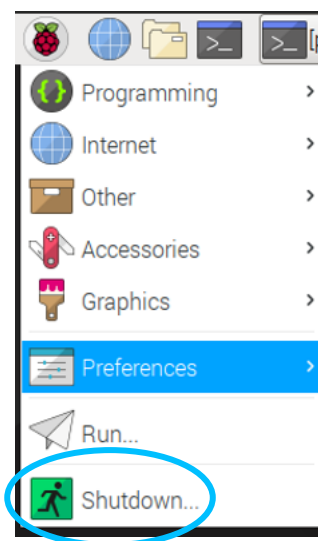 Programming
Internet
Other
Accessories
Graphics
Preferences
Run...
Shutdown...